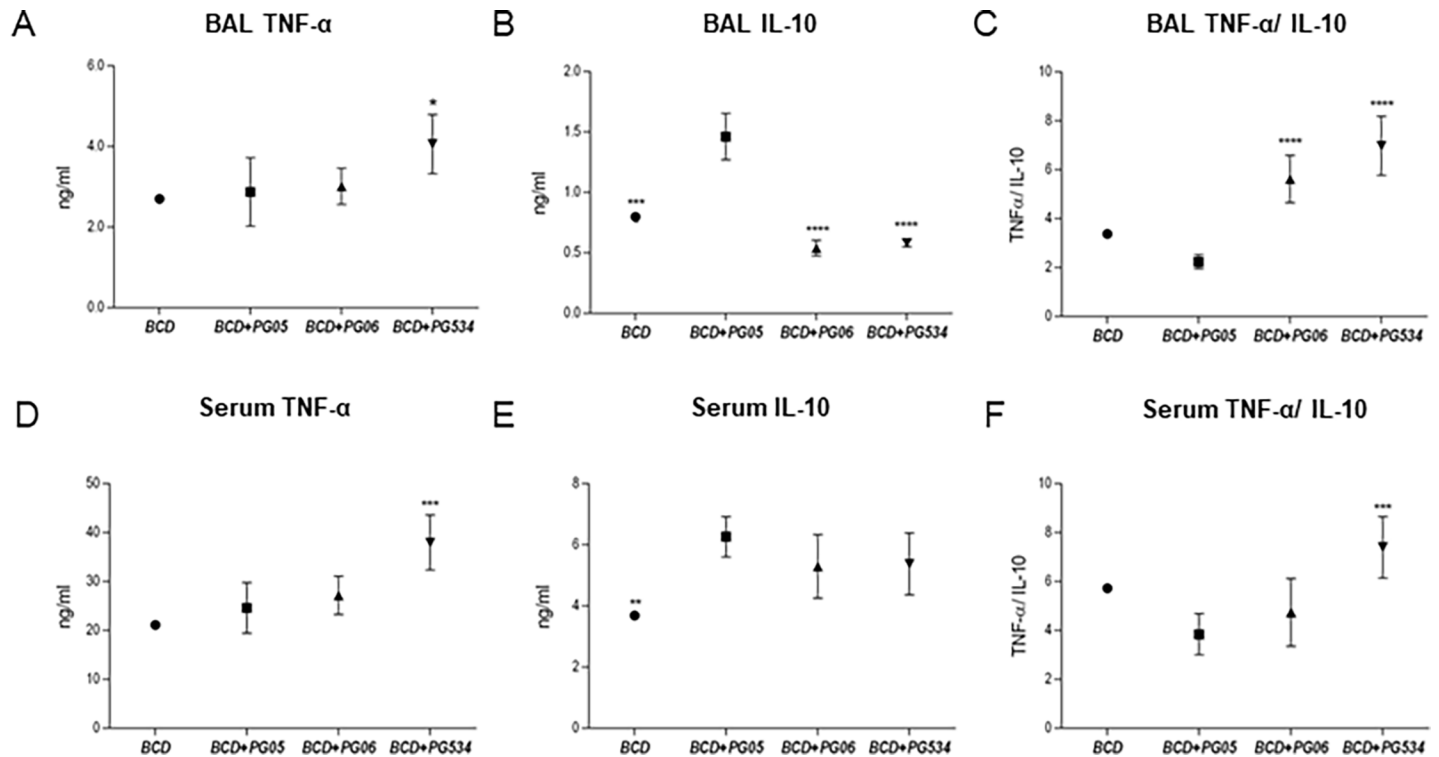 A
BAL TNF-α
6.0
4.0
2.0
0.0
ng/ml
*
BCD
BCD+PG05
BCD+PG06
BCD+PG534
B
BAL IL-10
2.0
1.5
1.0
0.5
0.0
ng/ml
***
****
****
BCD
BCD+PG05
BCD+PG06
BCD+PG534
C
BAL TNF-α/ IL-10
10
8
6
4
2
0
TNFα/ IL-10
****
****
BCD
BCD+PG05
BCD+PG06
BCD+PG534
D
Serum TNF-α
50
40
30
20
10
0
ng/ml
***
BCD
BCD+PG05
BCD+PG06
BCD+PG534
E
Serum IL-10
8
6
4
2
0
ng/ml
**
BCD
BCD+PG05
BCD+PG06
BCD+PG534
F
Serum TNF-α/ IL-10
10
8
6
4
2
0
TNF-α/ IL-10
***
BCD
BCD+PG05
BCD+PG06
BCD+PG534